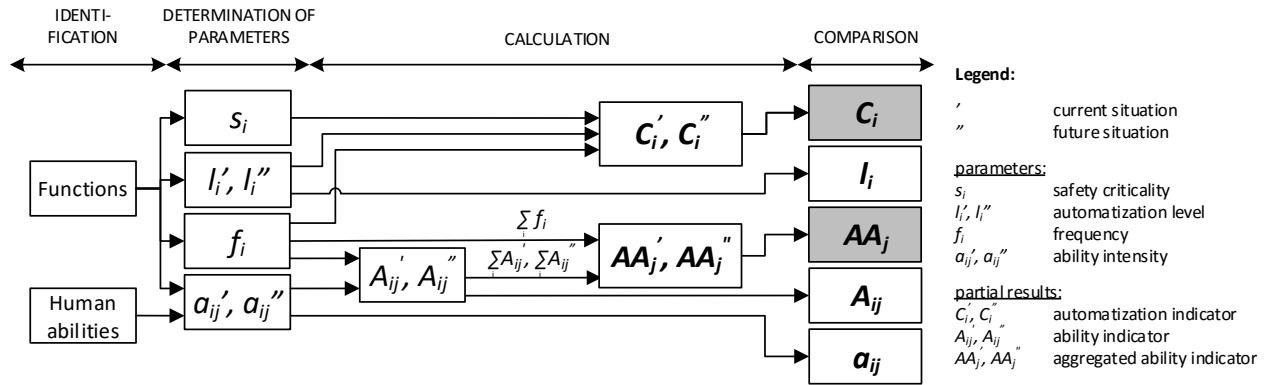 IDENTI-
FICATION
DETERMINATION OF
PARAMETERS
CALCULATION
COMPARISON
Functions
Human
abilities
sᵢ
lᵢ′, lᵢ″
fᵢ
aᵢⱼ′, aᵢⱼ″
Aᵢⱼ′, Aᵢⱼ″
∑ fᵢ
∑Aᵢⱼ′, ∑Aᵢⱼ″
Cᵢ′, Cᵢ″
AAⱼ′, AAⱼ″
Cᵢ
lᵢ
AAⱼ
Aᵢⱼ
aᵢⱼ
Legend:
′ current situation
″ future situation
parameters:
sᵢ safety criticality
lᵢ′, lᵢ″ automatization level
fᵢ frequency
aᵢⱼ′, aᵢⱼ″ ability intensity
partial results:
Cᵢ′, Cᵢ″ automatization indicator
Aᵢⱼ′, Aᵢⱼ″ ability indicator
AAⱼ′, AAⱼ″ aggregated ability indicator